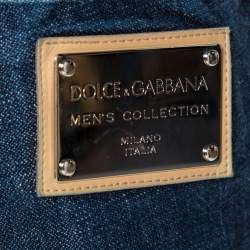 DOLCE & GABBANA
MEN'S COLLECTION
MILANO
ITALIA